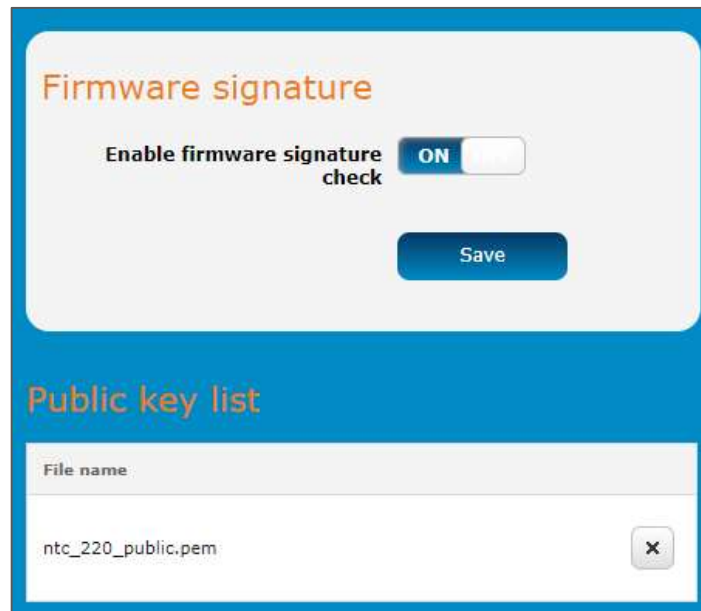 Firmware signature
Enable firmware signature
check
ON
Save
Public key list
File name
ntc_220_public.pem